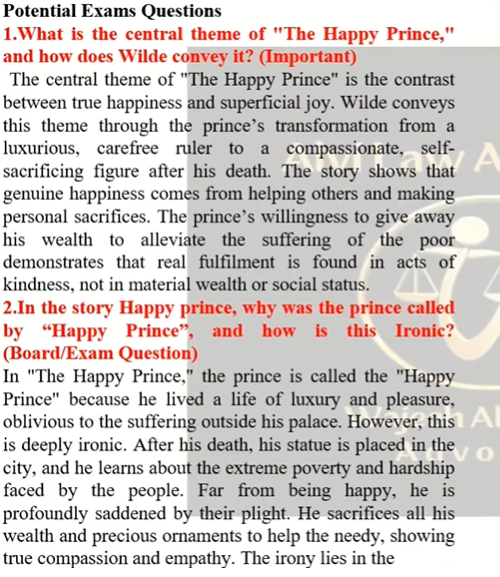 Potential Exams Questions
1.What is the central theme of "The Happy Prince,"
and how does Wilde convey it? (Important)
The central theme of "The Happy Prince" is the contrast
between true happiness and superficial joy. Wilde conveys
this theme through the prince’s transformation from a
luxurious, carefree ruler to a compassionate, self-
sacrificing figure after his death. The story shows that
genuine happiness comes from helping others and making
personal sacrifices. The prince’s willingness to give away
his wealth to alleviate the suffering of the poor
demonstrates that real fulfilment is found in acts of
kindness, not in material wealth or social status.
2.In the story Happy prince, why was the prince called
by “Happy Prince”, and how is this Ironic?
(Board/Exam Question)
In "The Happy Prince," the prince is called the "Happy
Prince" because he lived a life of luxury and pleasure,
oblivious to the suffering outside his palace. However, this
is deeply ironic. After his death, his statue is placed in the
city, and he learns about the extreme poverty and hardship
faced by the people. Far from being happy, he is
profoundly saddened by their plight. He sacrifices all his
wealth and precious ornaments to help the needy, showing
true compassion and empathy. The irony lies in the